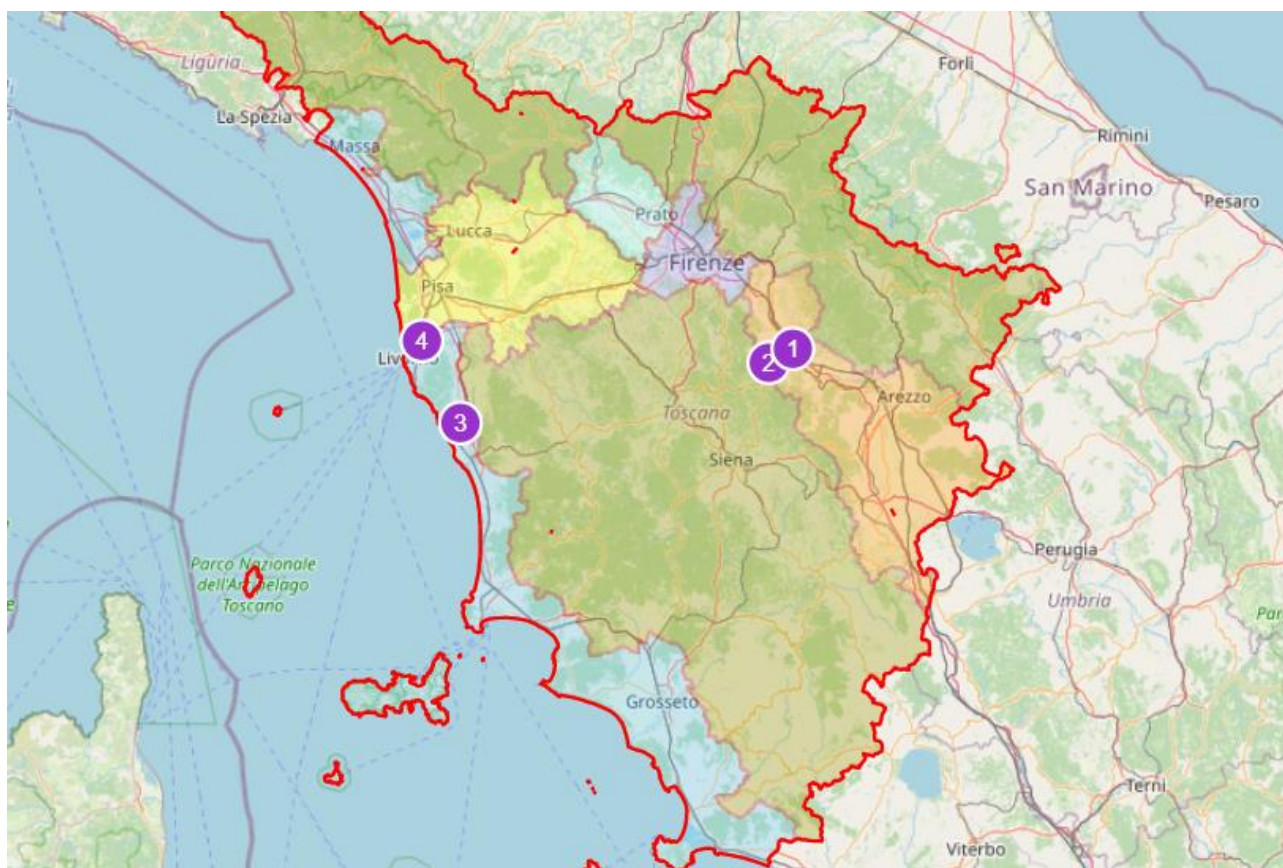 Liguria
La Spezia
Massa
Forlì
Rimini
San Marino
Pesaro
Prato
Lucca
Firenze
Pisa
4
1
2
Arezzo
3
Toscana
Siena
Parco Nazionale
dell'Arcipelago
Toscano
Perugia
Umbria
Grosseto
Terni
Viterbo